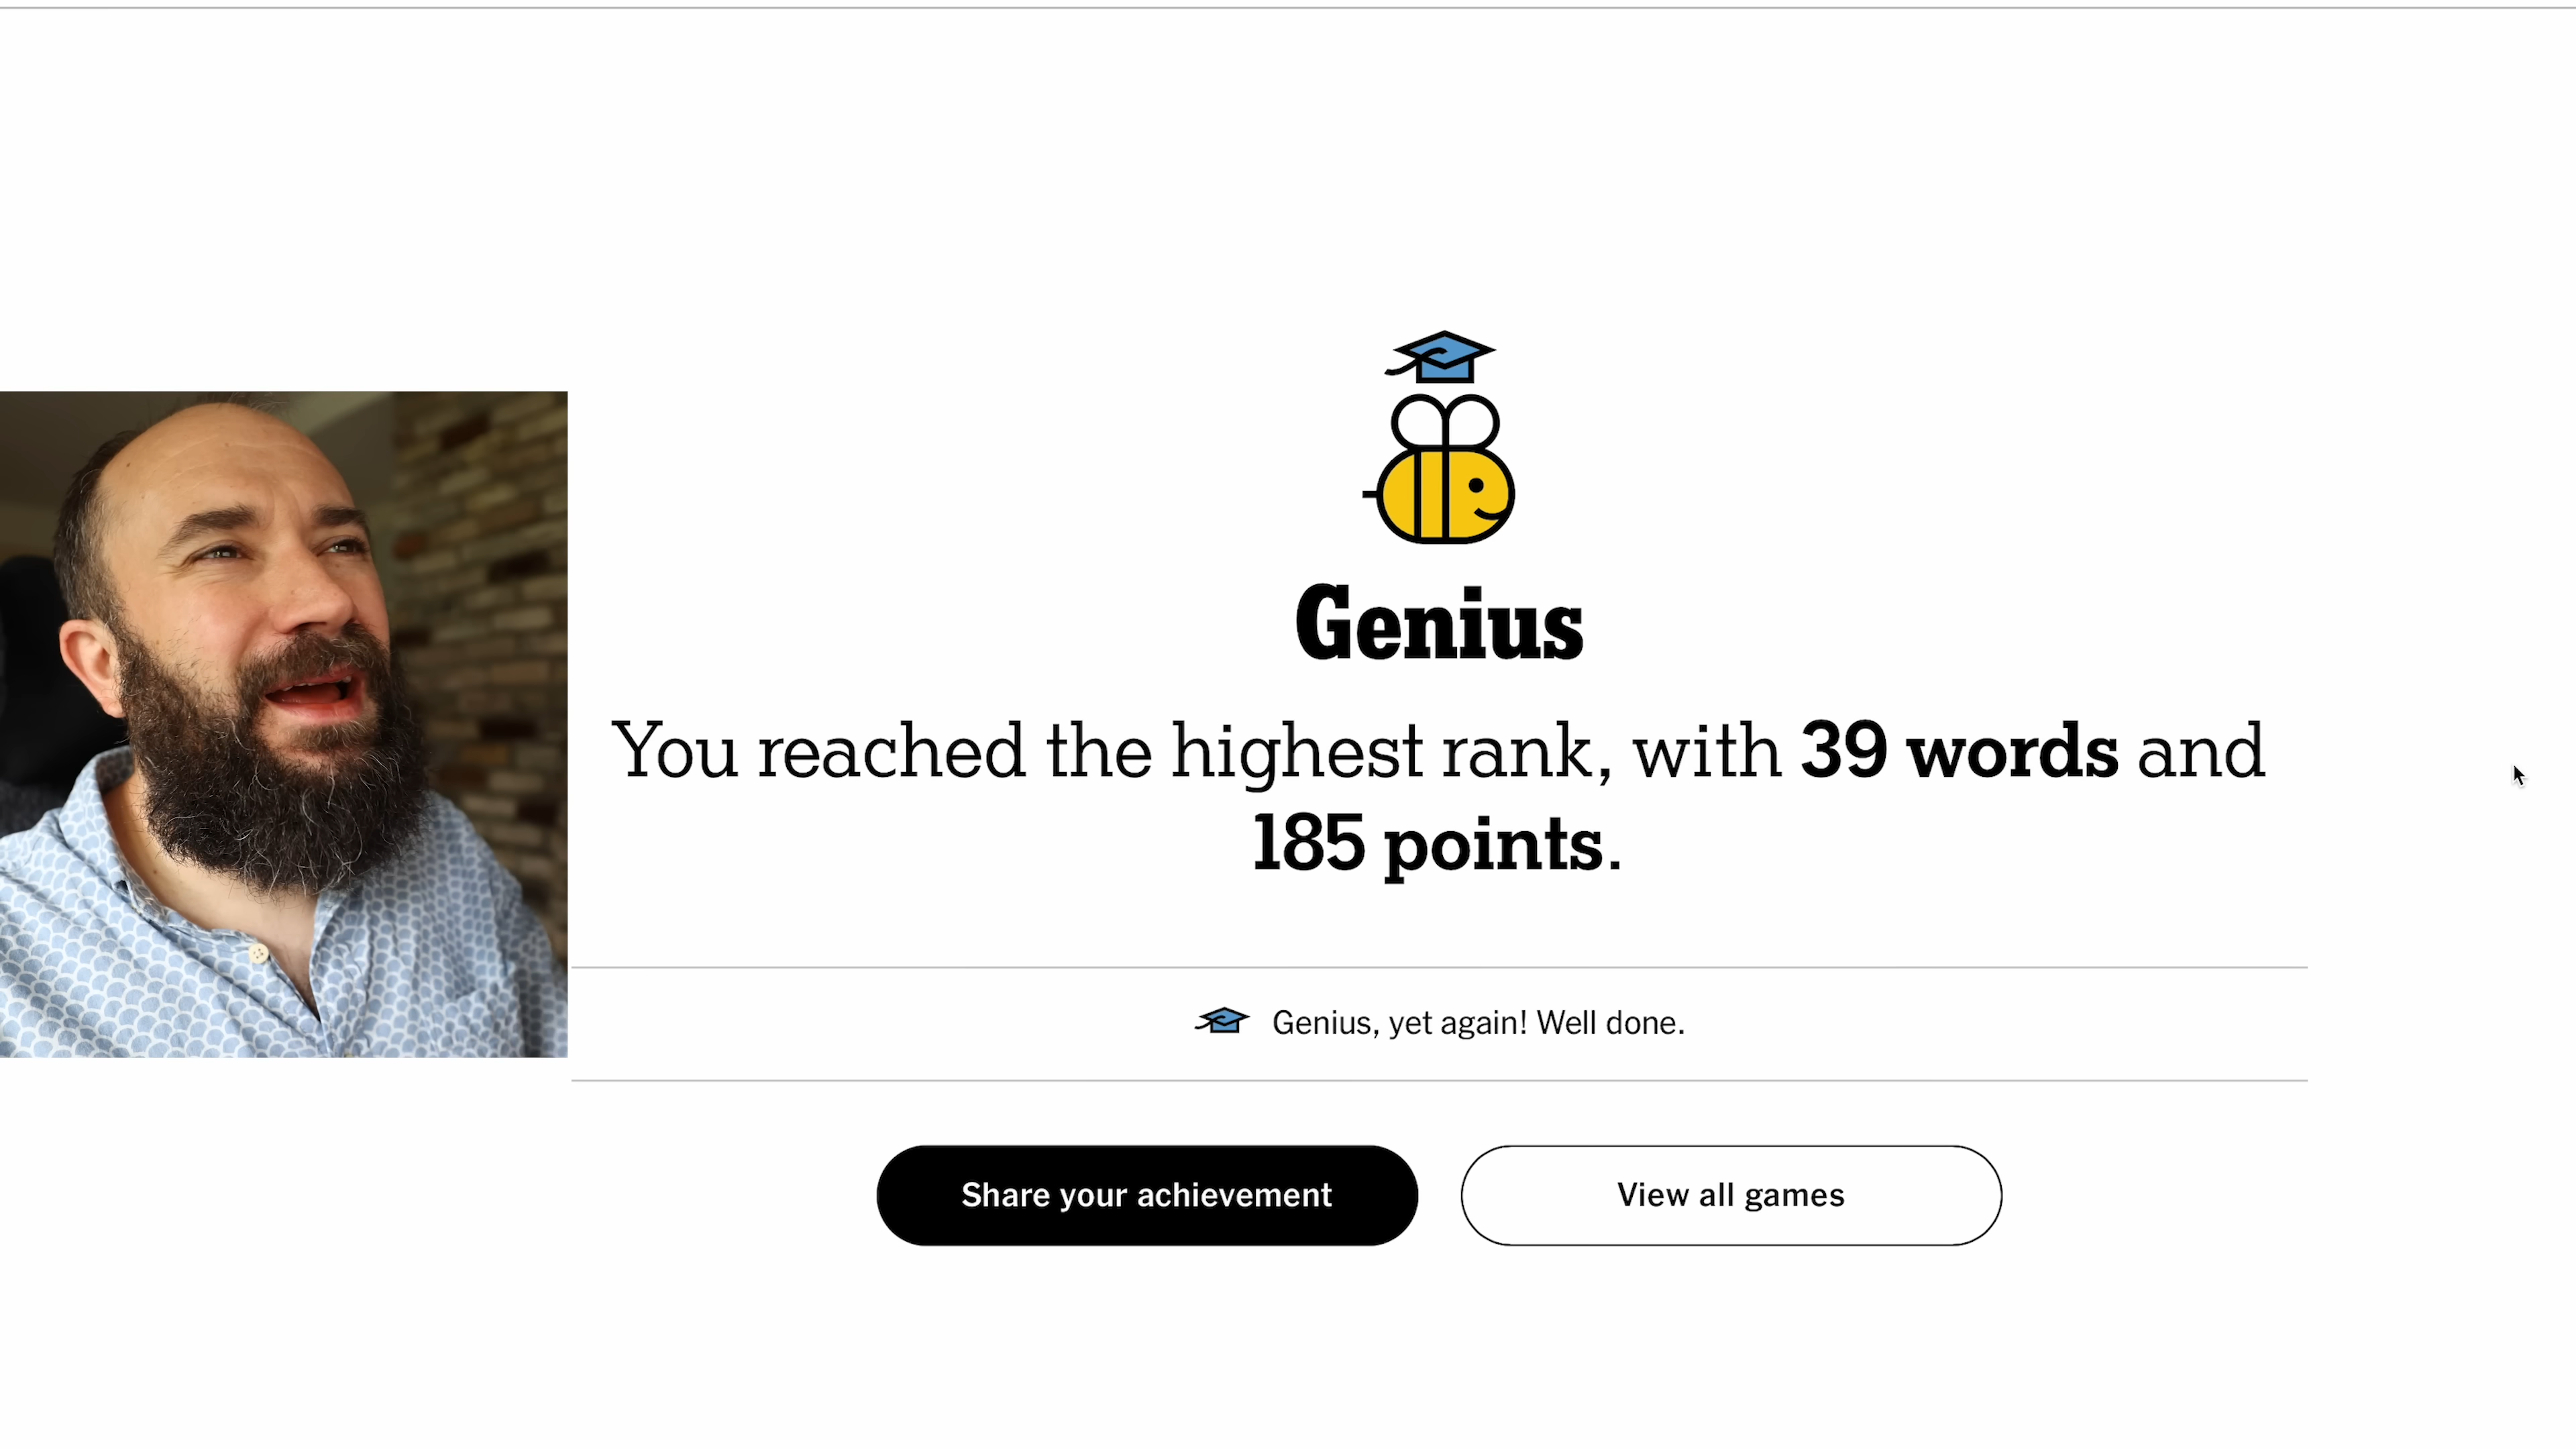 Genius
You reached the highest rank, with 39 words and
185 points.
Genius, yet again! Well done.
Share your achievement
View all games